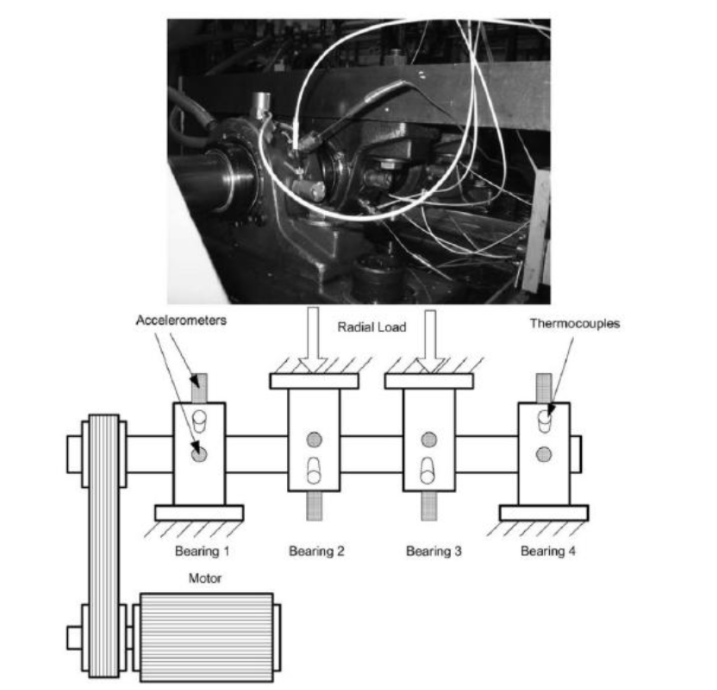 Accelerometers
Radial Load
Thermocouples
Bearing 1
Bearing 2
Bearing 3
Bearing 4
Motor